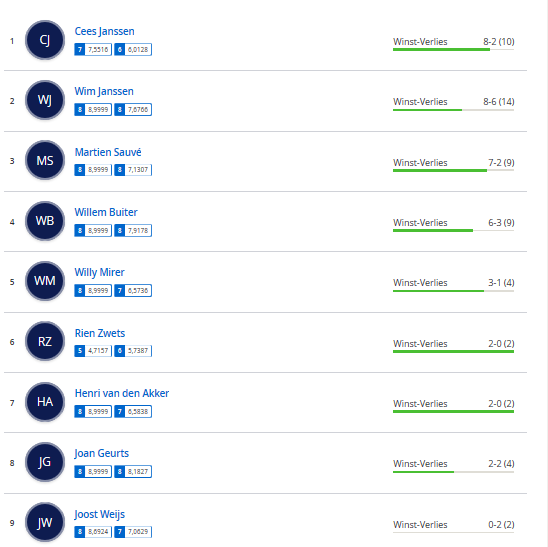 1 CJ Cees Janssen
7 7,5516 6 6,0128
Winst-Verlies 8-2 (10)
2 WJ Wim Janssen
8 8,9999 8 7,6766
Winst-Verlies 8-6 (14)
3 MS Martien Sauvé
8 8,9999 8 7,1307
Winst-Verlies 7-2 (9)
4 WB Willem Buiter
8 8,9999 8 7,9178
Winst-Verlies 6-3 (9)
5 WM Willy Mirer
8 8,9999 7 6,5736
Winst-Verlies 3-1 (4)
6 RZ Rien Zwets
5 4,7157 6 5,7387
Winst-Verlies 2-0 (2)
7 HA Henri van den Akker
8 8,9999 7 6,5838
Winst-Verlies 2-0 (2)
8 JG Joan Geurts
8 8,9999 8 8,1827
Winst-Verlies 2-2 (4)
9 JW Joost Weijs
8 8,6924 7 7,0629
Winst-Verlies 0-2 (2)